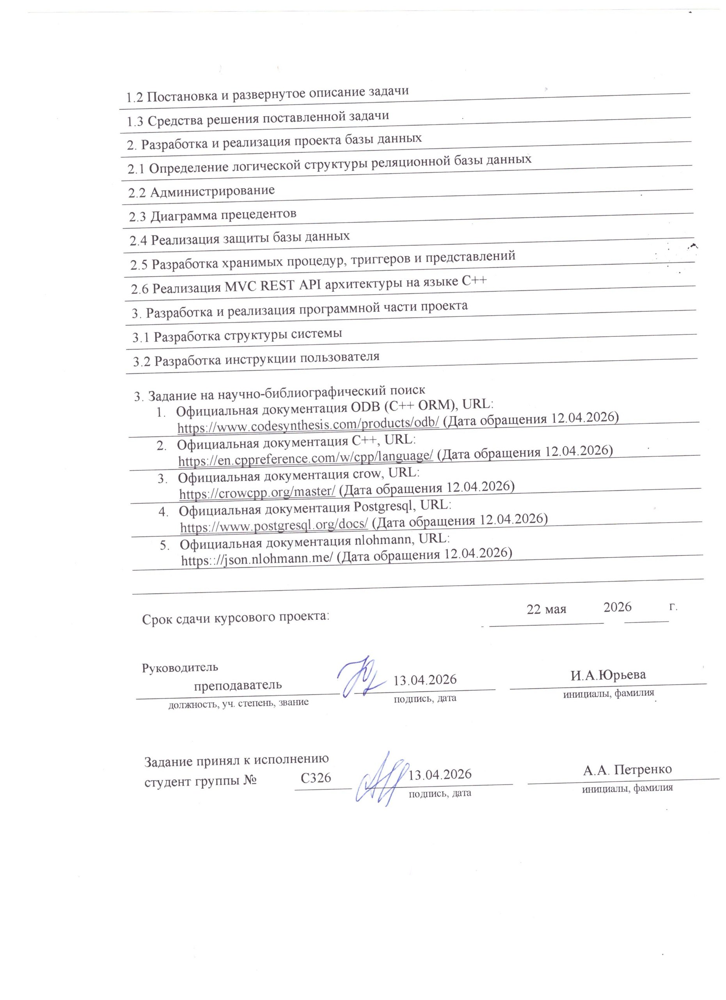 1.2 Постановка и развернутое описание задачи
1.3 Средства решения поставленной задачи
2. Разработка и реализация проекта базы данных
2.1 Определение логической структуры реляционной базы данных
2.2 Администрирование
2.3 Диаграмма прецедентов
2.4 Реализация защиты базы данных
2.5 Разработка хранимых процедур, триггеров и представлений
2.6 Реализация MVC REST API архитектуры на языке C++
3. Разработка и реализация программной части проекта
3.1 Разработка структуры системы
3.2 Разработка инструкции пользователя
3. Задание на научно-библиографический поиск
1. Официальная документация ODB (C++ ORM), URL:
https://www.codesynthesis.com/products/odb/ (Дата обращения 12.04.2026)
2. Официальная документация C++, URL:
https://en.cppreference.com/w/cpp/language/ (Дата обращения 12.04.2026)
3. Официальная документация crow, URL:
https://crowcpp.org/master/ (Дата обращения 12.04.2026)
4. Официальная документация Postgresql, URL:
https://www.postgresql.org/docs/ (Дата обращения 12.04.2026)
5. Официальная документация nlohmann, URL:
https:://json.nlohmann.me/ (Дата обращения 12.04.2026)
Срок сдачи курсового проекта: 22 мая 2026 г.
Руководитель
преподаватель 13.04.2026 И.А.Юрьева
должность, уч. степень, звание подпись, дата инициалы, фамилия
Задание принял к исполнению
студент группы № С326 13.04.2026 А.А. Петренко
подпись, дата инициалы, фамилия